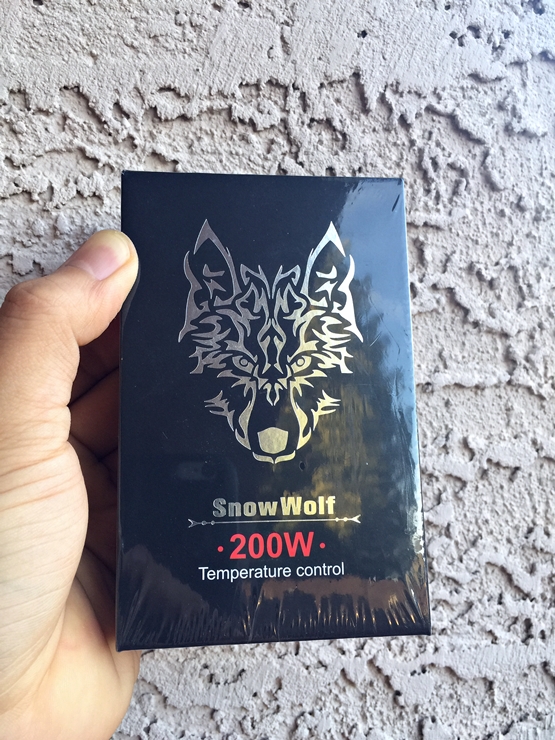 SnowWolf
·200W·
Temperature control